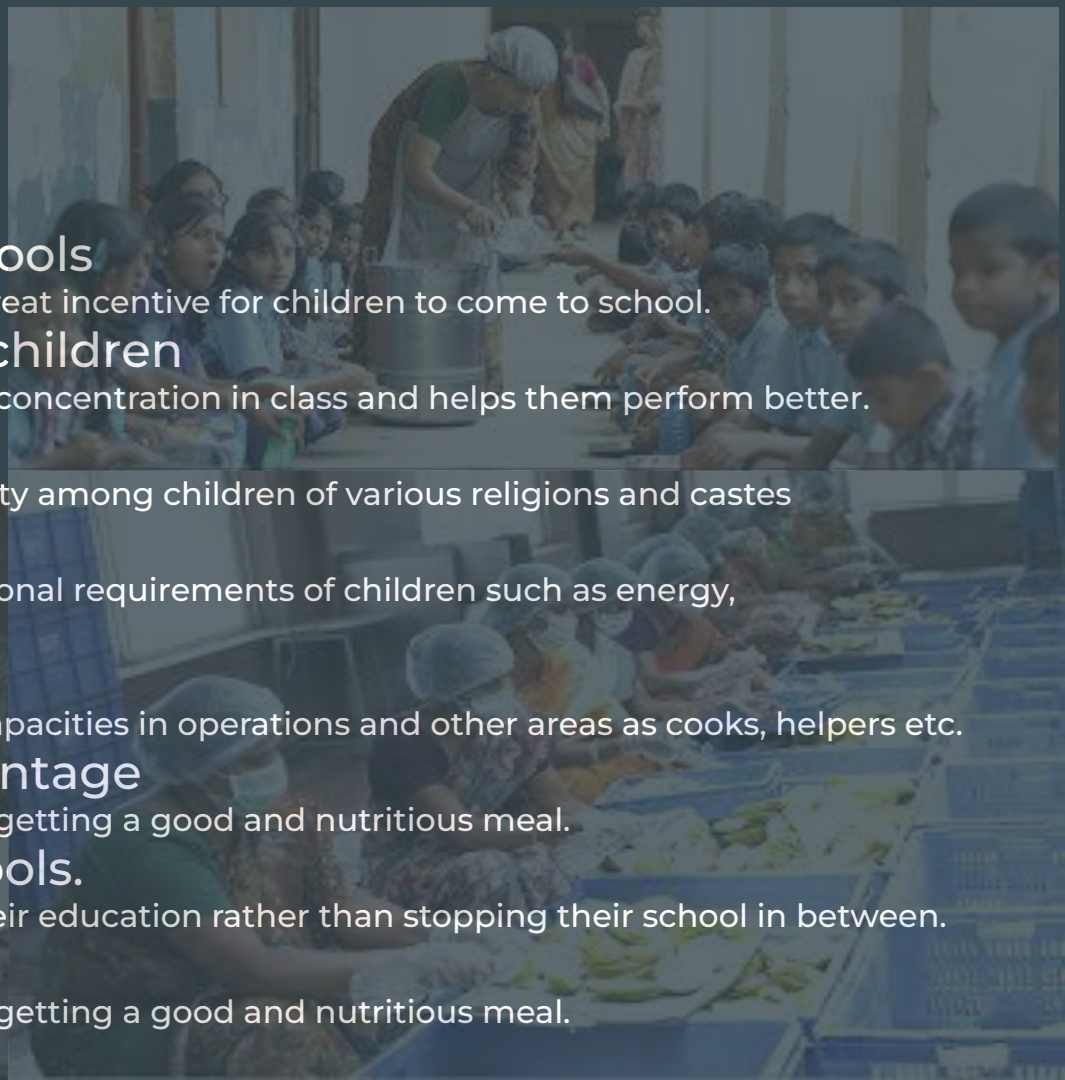 ools
eat incentive for children to come to school.
children
concentration in class and helps them perform better.
ty among children of various religions and castes
onal requirements of children such as energy,
apacities in operations and other areas as cooks, helpers etc.
ntage
getting a good and nutritious meal.
ools.
eir education rather than stopping their school in between.
getting a good and nutritious meal.